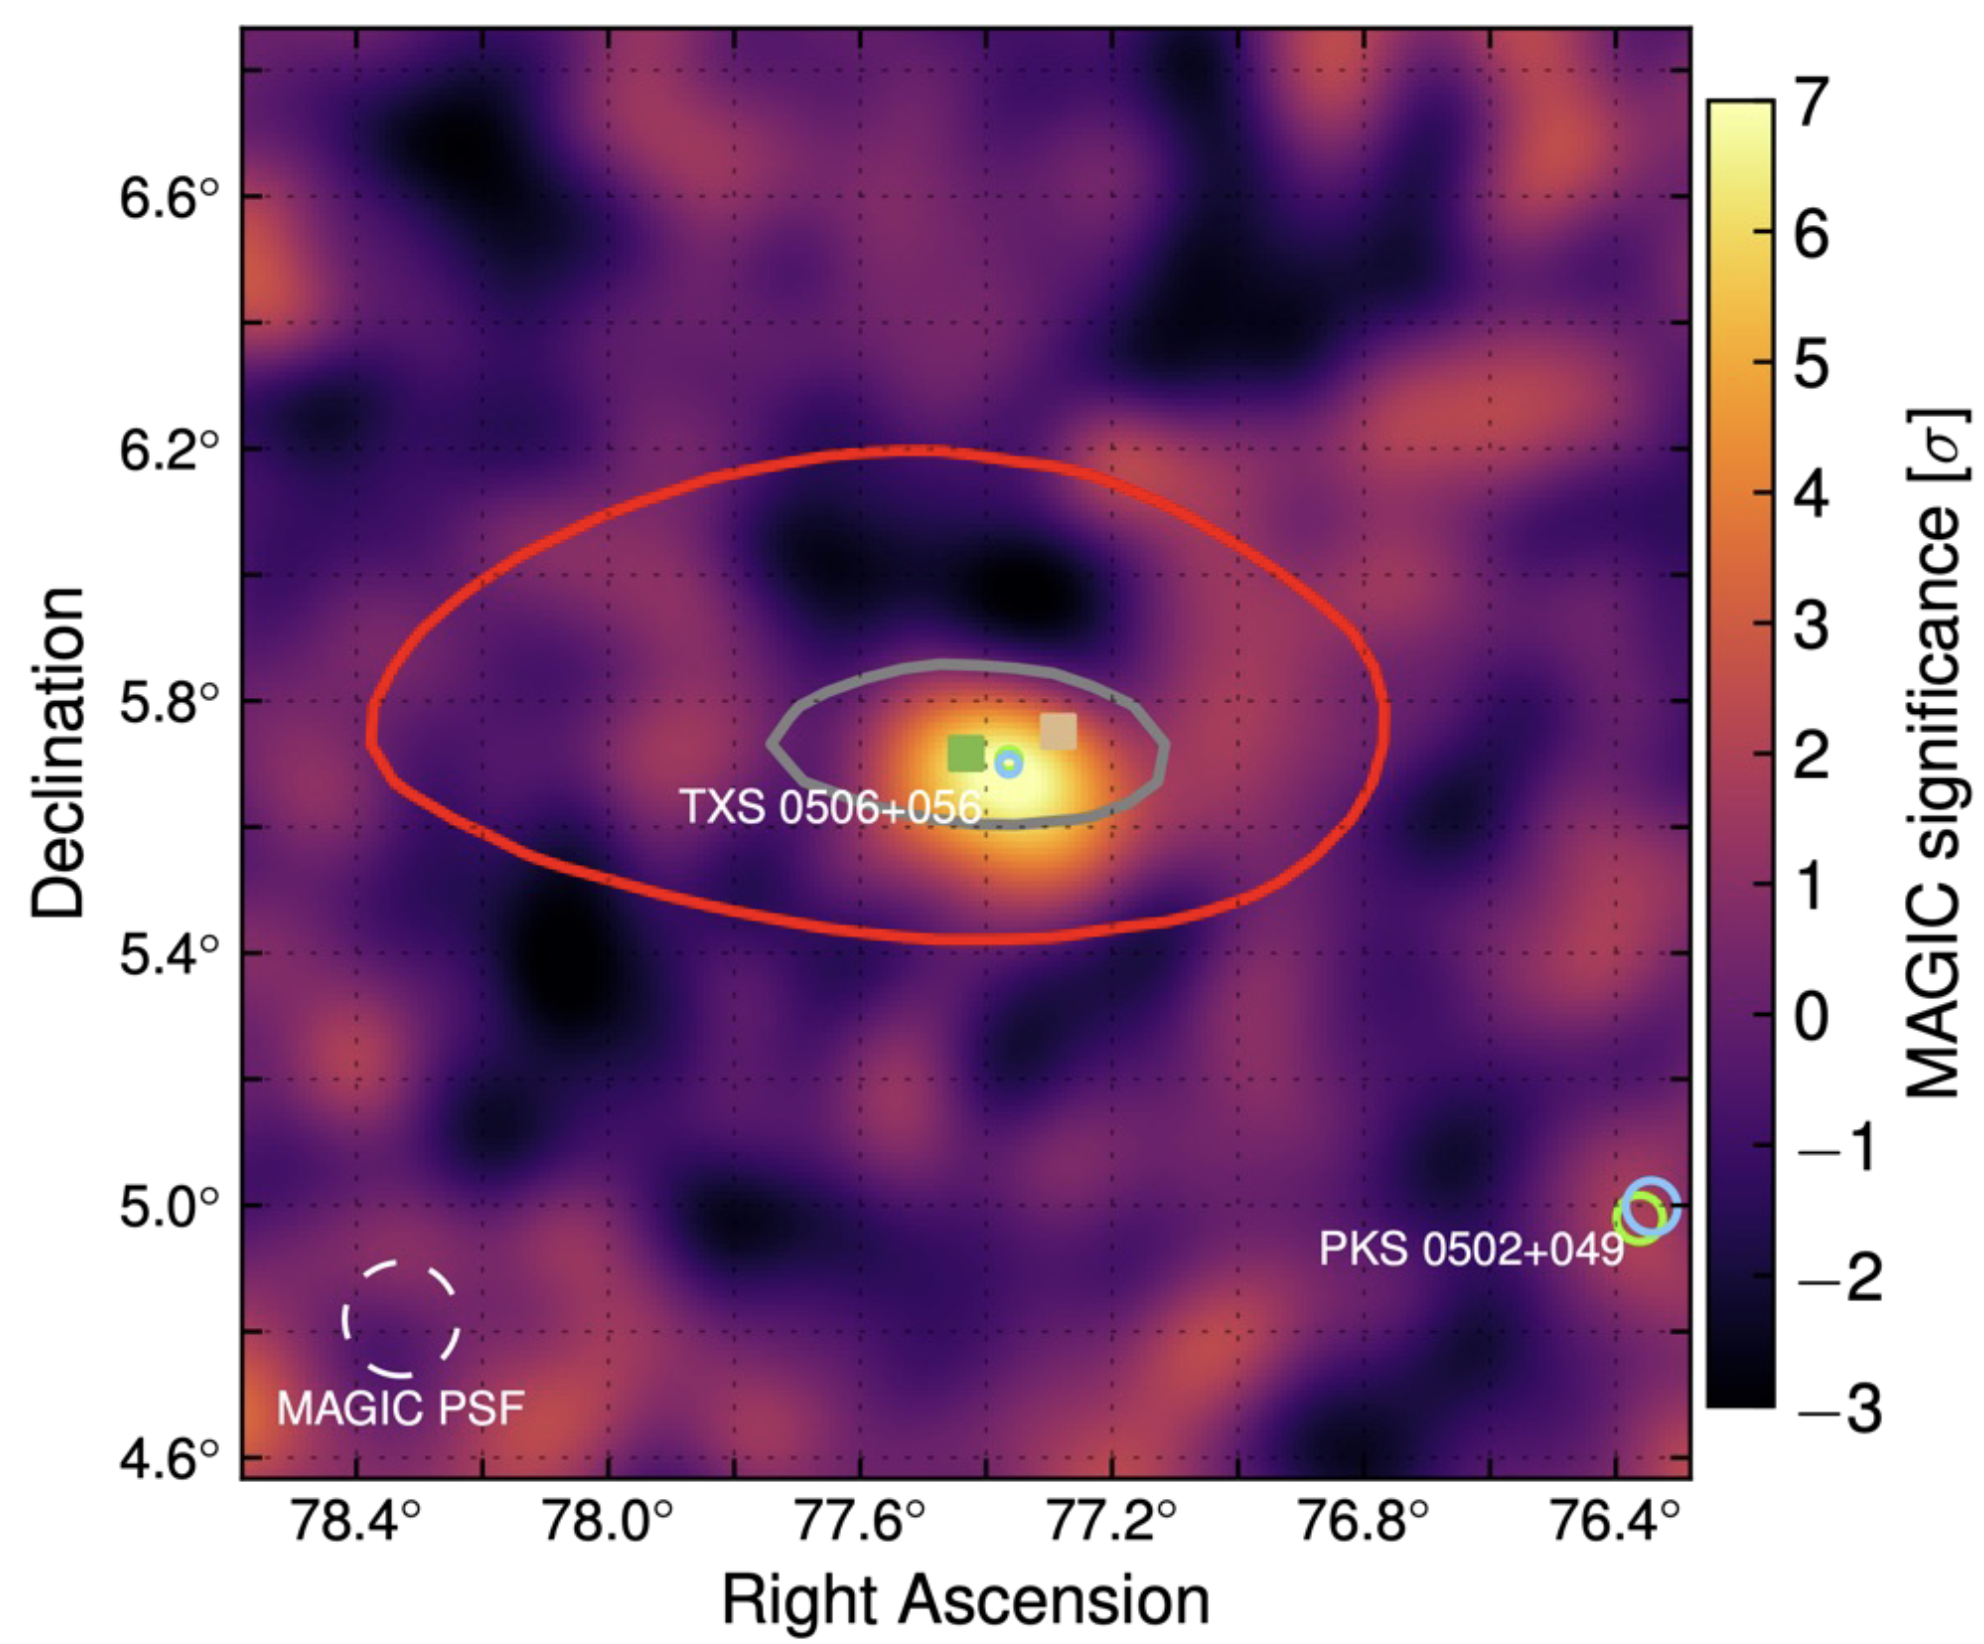 7
6.6°
6
5
6.2°
4
MAGIC significance [σ]
3
Declination
5.8°
2
TXS 0506+056
1
5.4°
0
−1
5.0°
PKS 0502+049
−2
MAGIC PSF
−3
4.6°
78.4° 78.0° 77.6° 77.2° 76.8° 76.4°
Right Ascension